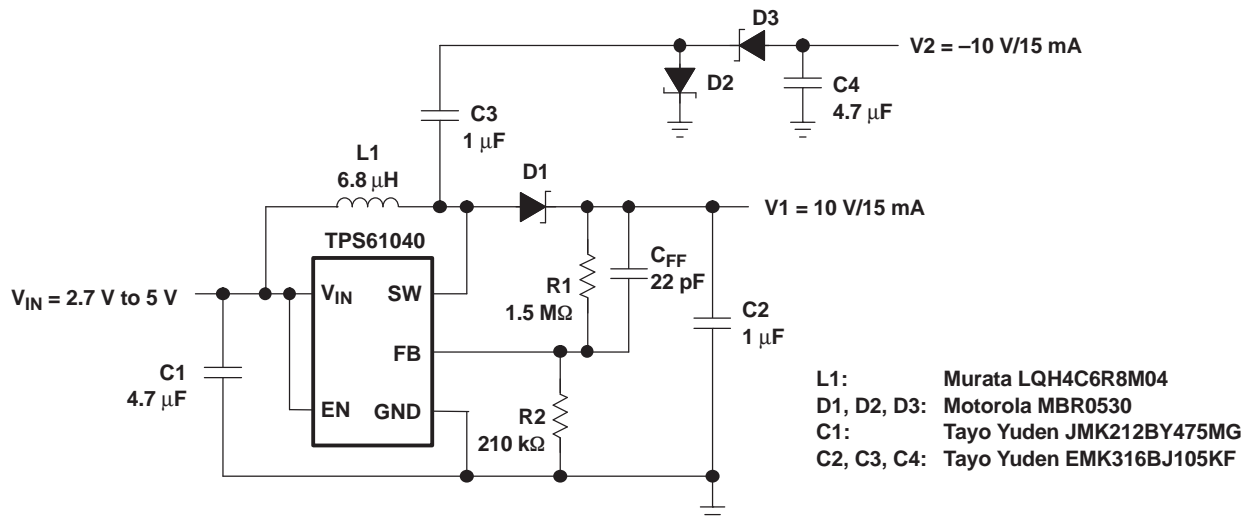 D3
V2 = –10 V/15 mA
D2
C4
4.7 μF
C3
1 μF
L1
6.8 μH
D1
V1 = 10 V/15 mA
TPS61040
VIN = 2.7 V to 5 V
VIN
SW
R1
1.5 MΩ
CFF
22 pF
C2
1 μF
FB
C1
4.7 μF
EN
GND
R2
210 kΩ
L1: Murata LQH4C6R8M04
D1, D2, D3: Motorola MBR0530
C1: Tayo Yuden JMK212BY475MG
C2, C3, C4: Tayo Yuden EMK316BJ105KF